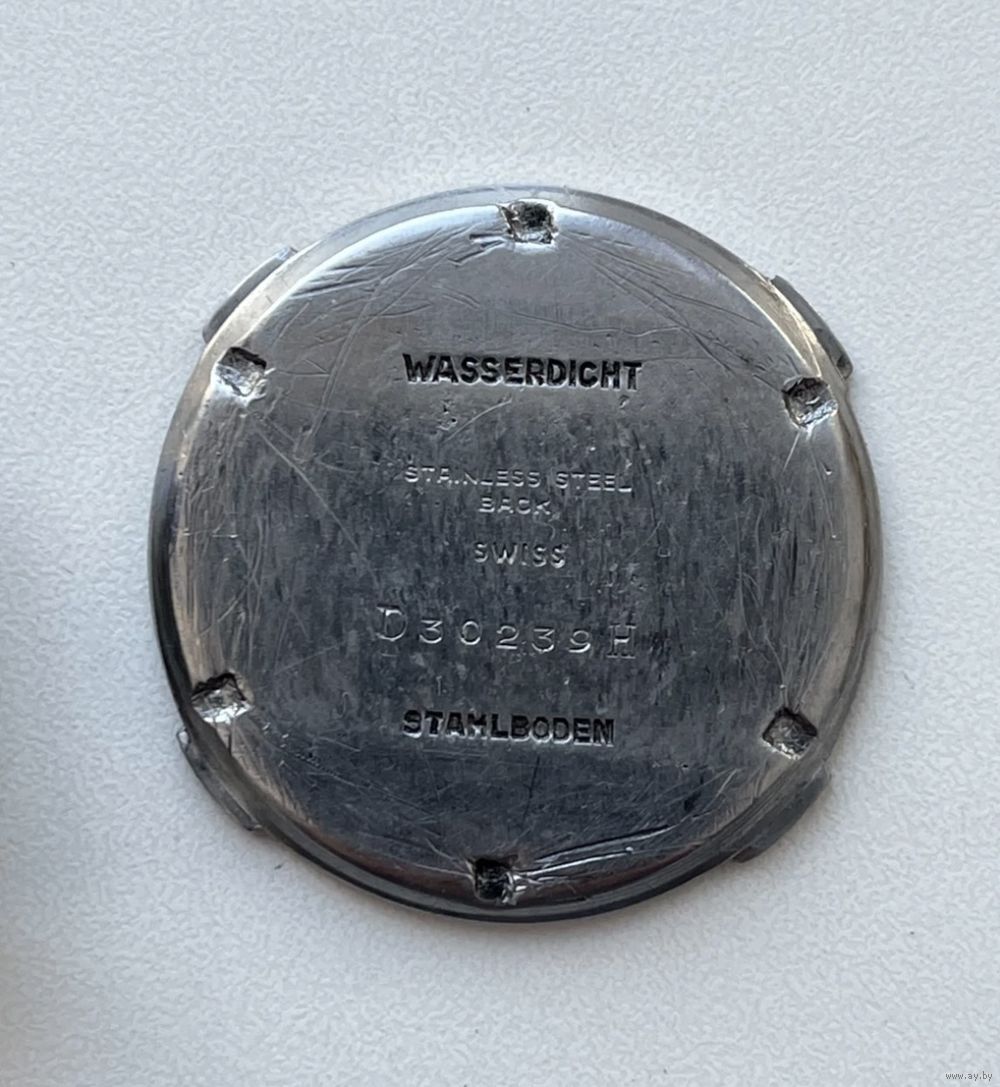 WASSERDICHT
STAINLESS STEEL
BACK
SWISS
D30239H
STAHLBODEN
www.ay.by